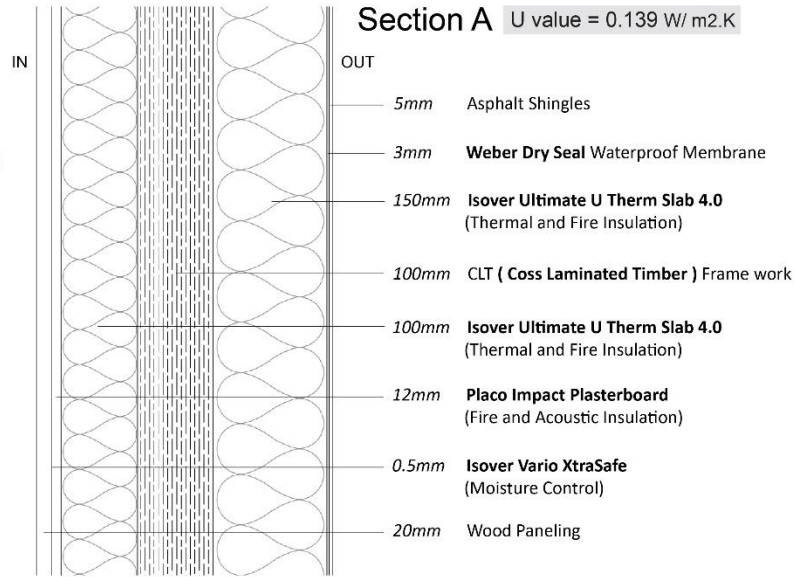 Section A U value = 0.139 W/ m2.K
IN
OUT
5mm Asphalt Shingles
3mm Weber Dry Seal Waterproof Membrane
150mm Isover Ultimate U Therm Slab 4.0
(Thermal and Fire Insulation)
100mm CLT ( Coss Laminated Timber ) Frame work
100mm Isover Ultimate U Therm Slab 4.0
(Thermal and Fire Insulation)
12mm Placo Impact Plasterboard
(Fire and Acoustic Insulation)
0.5mm Isover Vario XtraSafe
(Moisture Control)
20mm Wood Paneling